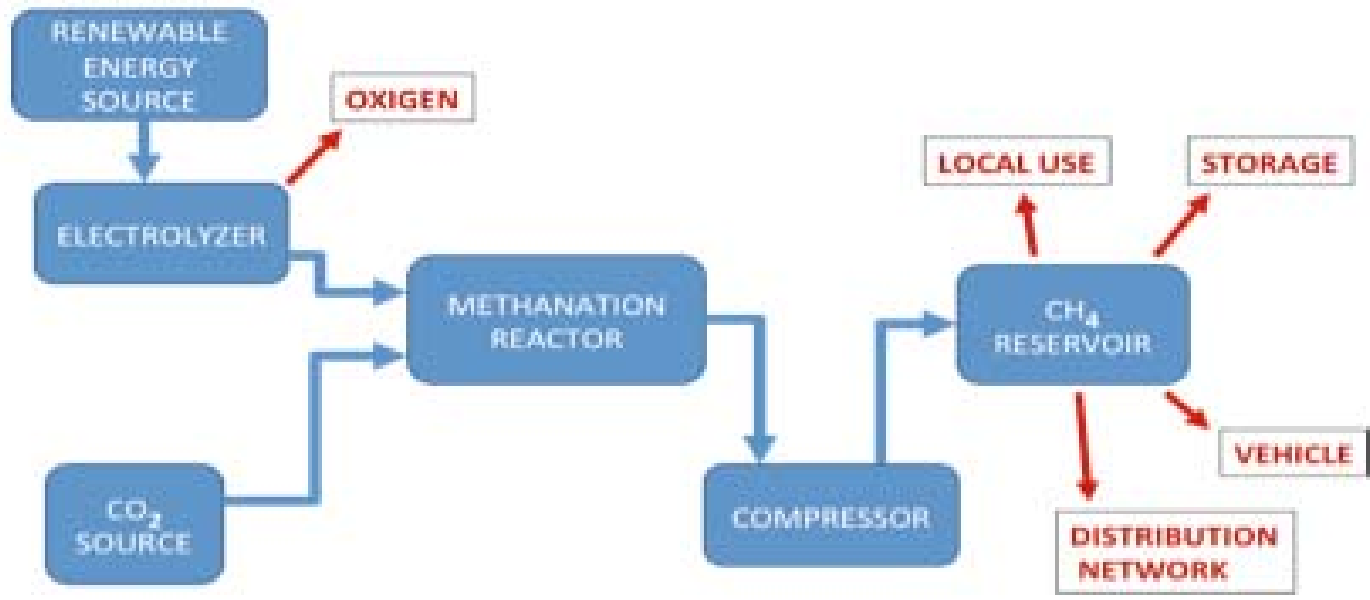 RENEWABLE
ENERGY
SOURCE
OXIGEN
ELECTROLYZER
METHANATION
REACTOR
CO₂
SOURCE
COMPRESSOR
CH₄
RESERVOIR
LOCAL USE
STORAGE
VEHICLE
DISTRIBUTION
NETWORK